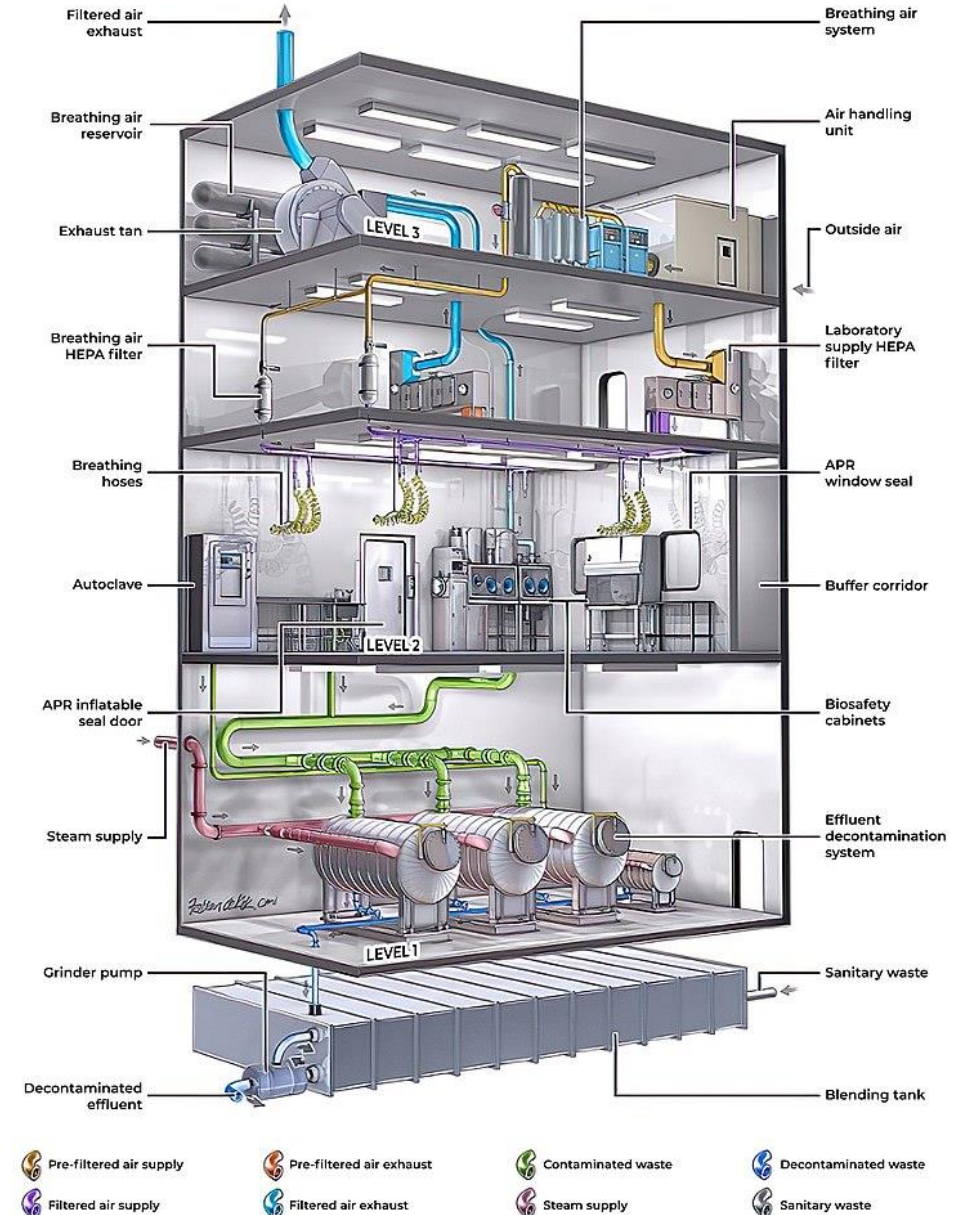 Filtered air
exhaust
Breathing air
system
Breathing air
reservoir
Air handling
unit
Exhaust tan
LEVEL 3
Outside air
Breathing air
HEPA filter
Laboratory
supply HEPA
filter
Breathing
hoses
APR
window seal
Autoclave
Buffer corridor
LEVEL 2
APR inflatable
seal door
Biosafety
cabinets
Steam supply
Effluent
decontamination
system
LEVEL 1
Grinder pump
Sanitary waste
Decontaminated
effluent
Blending tank
Pre-filtered air supply
Pre-filtered air exhaust
Contaminated waste
Decontaminated waste
Filtered air supply
Filtered air exhaust
Steam supply
Sanitary waste